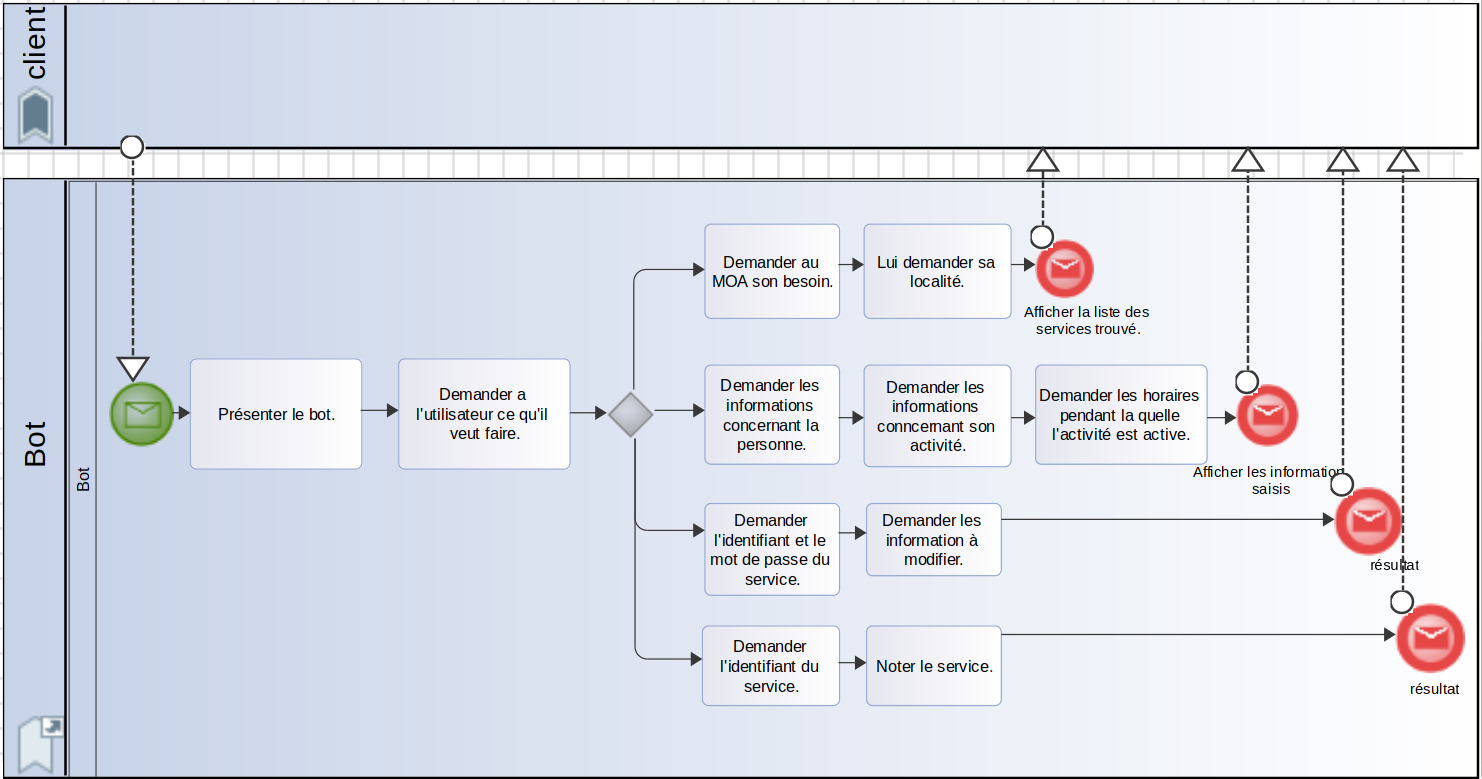 client
Bot
Bot
Présenter le bot.
Demander a
l'utilisateur ce qu'il
veut faire.
Demander au
MOA son besoin.
Lui demander sa
localité.
Afficher la liste des
services trouvé.
Demander les
informations
concernant la
personne.
Demander les
informations
conncernant son
activité.
Demander les horaires
pendant la quelle
l'activité est active.
Afficher les information
saisis
Demander
l'identifiant et le
mot de passe du
service.
Demander les
information à
modifier.
résultat
Demander
l'identifiant du
service.
Noter le service.
résultat